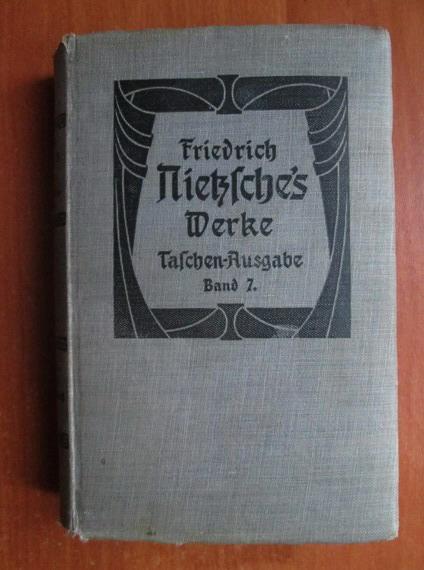 Friedrich
Nietzsche's
Werke
Taschen-Ausgabe
Band 7.